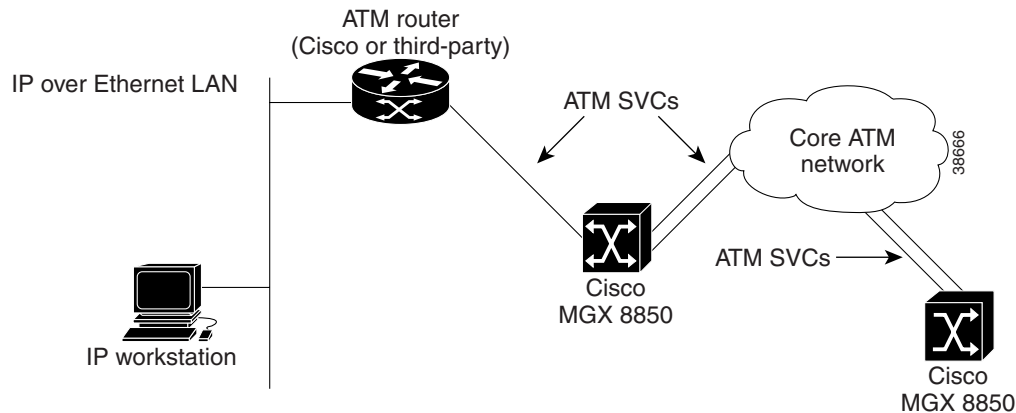 ATM router
(Cisco or third-party)
IP over Ethernet LAN
ATM SVCs
Core ATM
network
38666
ATM SVCs
Cisco
MGX 8850
IP workstation
Cisco
MGX 8850